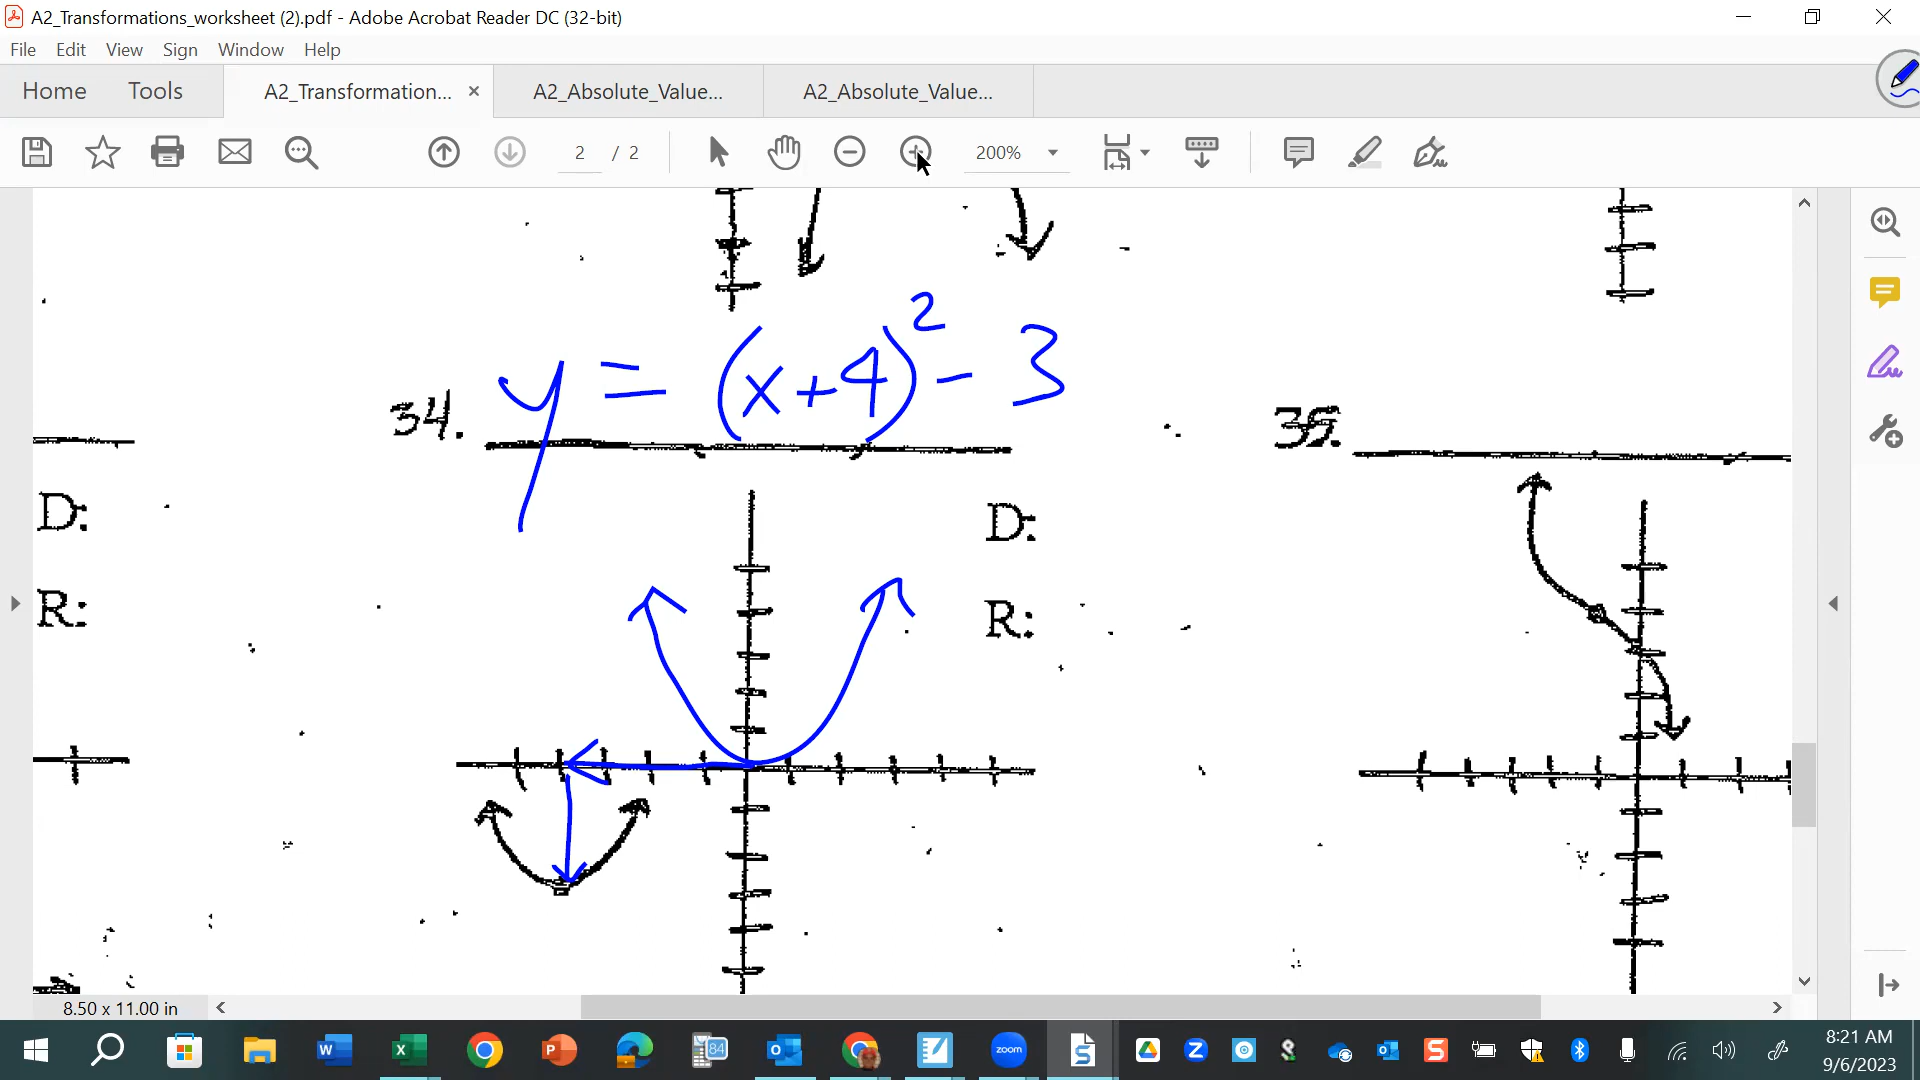 A2_Transformations_worksheet (2).pdf - Adobe Acrobat Reader DC (32-bit)
File Edit View Sign Window Help
Home Tools A2_Transformation... × A2_Absolute_Value... A2_Absolute_Value...
2 / 2 200%
y = (x+4)² - 3
34.
35.
D:
D:
R:
R:
8.50 x 11.00 in
84
zoom
8:21 AM
9/6/2023